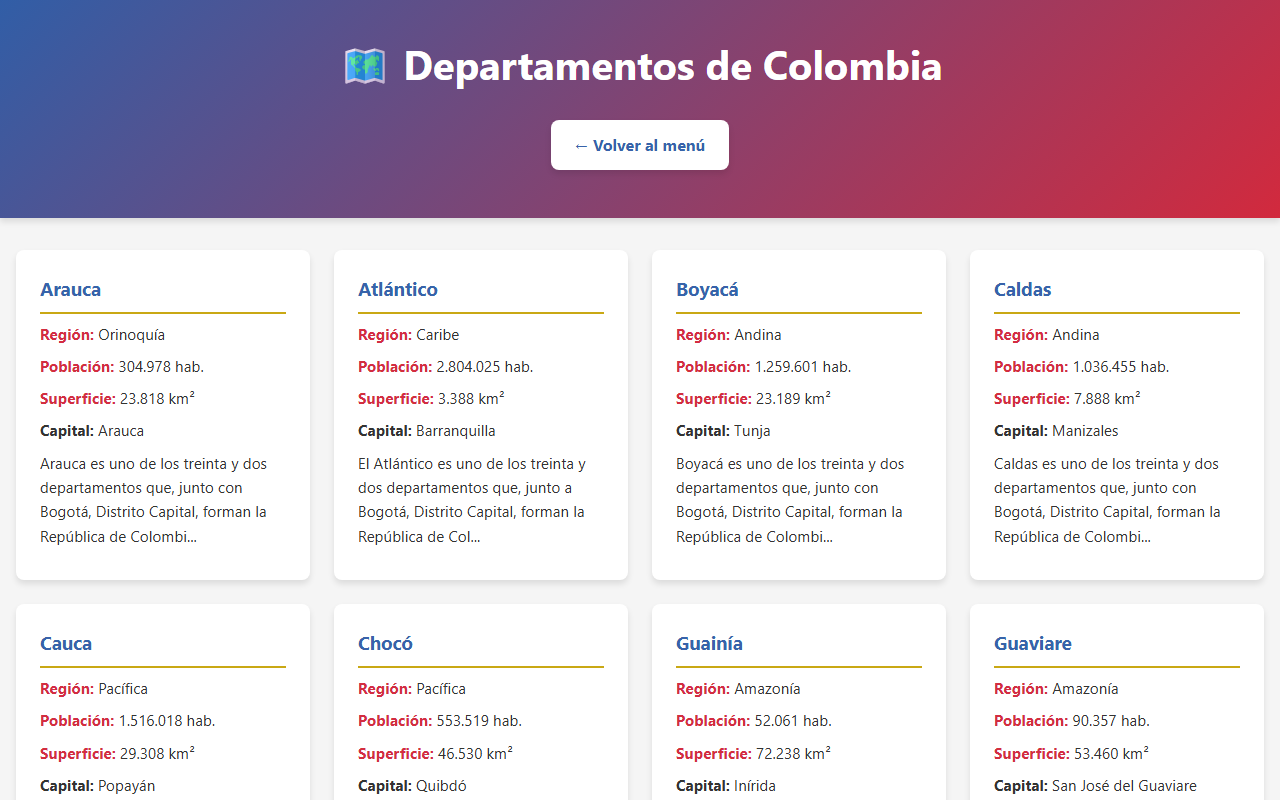 Departamentos de Colombia
← Volver al menú
Arauca
Región: Orinoquía
Población: 304.978 hab.
Superficie: 23.818 km²
Capital: Arauca
Arauca es uno de los treinta y dos
departamentos que, junto con
Bogotá, Distrito Capital, forman la
República de Colombi...
Atlántico
Región: Caribe
Población: 2.804.025 hab.
Superficie: 3.388 km²
Capital: Barranquilla
El Atlántico es uno de los treinta y
dos departamentos que, junto a
Bogotá, Distrito Capital, forman la
República de Col...
Boyacá
Región: Andina
Población: 1.259.601 hab.
Superficie: 23.189 km²
Capital: Tunja
Boyacá es uno de los treinta y dos
departamentos que, junto con
Bogotá, Distrito Capital, forman la
República de Colombi...
Caldas
Región: Andina
Población: 1.036.455 hab.
Superficie: 7.888 km²
Capital: Manizales
Caldas es uno de los treinta y dos
departamentos que, junto con
Bogotá, Distrito Capital, forman la
República de Colombi...
Cauca
Región: Pacífica
Población: 1.516.018 hab.
Superficie: 29.308 km²
Capital: Popayán
Chocó
Región: Pacífica
Población: 553.519 hab.
Superficie: 46.530 km²
Capital: Quibdó
Guainía
Región: Amazonía
Población: 52.061 hab.
Superficie: 72.238 km²
Capital: Inírida
Guaviare
Región: Amazonía
Población: 90.357 hab.
Superficie: 53.460 km²
Capital: San José del Guaviare